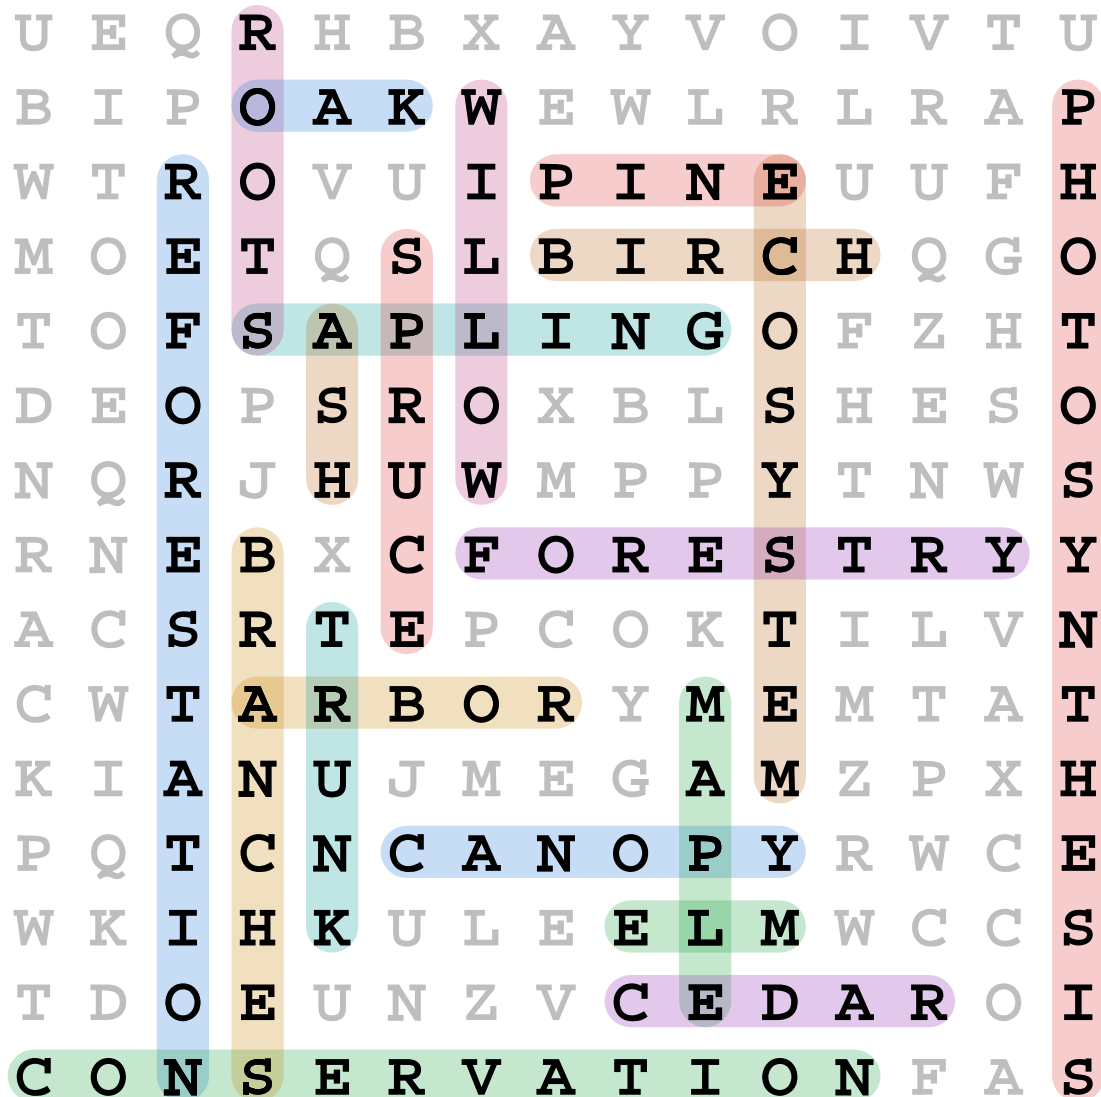 U E Q R H B X A Y V O I V T U
B I P O A K W E W L R L R A P
W T R O V U I P I N E U U F H
M O E T Q S L B I R C H Q G O
T O F S A P L I N G O F Z H T
D E O P S R O X B L S H E S O
N Q R J H U W M P P Y T N W S
R N E B X C F O R E S T R Y Y
A C S R T E P C O K T I L V N
C W T A R B O R Y M E M T A T
K I A N U J M E G A M Z P X H
P Q T C N C A N O P Y R W C E
W K I H K U L E E L M W C C S
T D O E U N Z V C E D A R O I
C O N S E R V A T I O N F A S